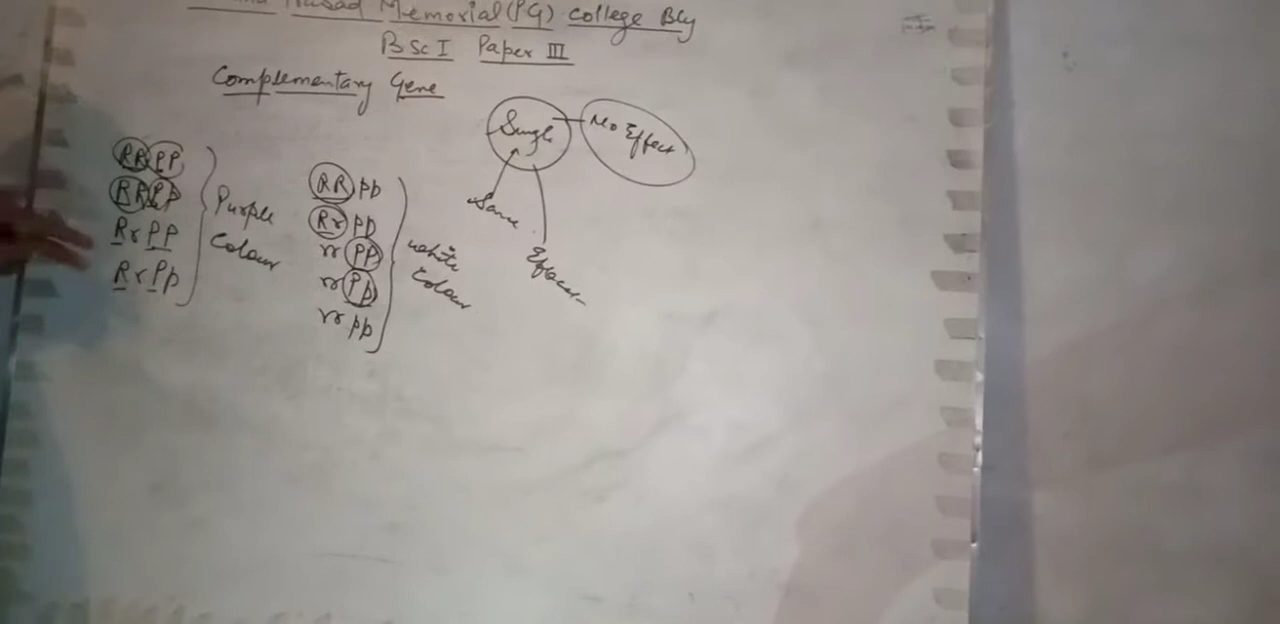 Memorial (PG) College Bly
BSc I Paper III
Complementary Gene
RRPP
RRPp
RrPP
RrPp
Purple
Colour
RRpp
Rrpp
rrPP
rrPp
rrpp
white
Colour
Single
No Effect
Same
Effect